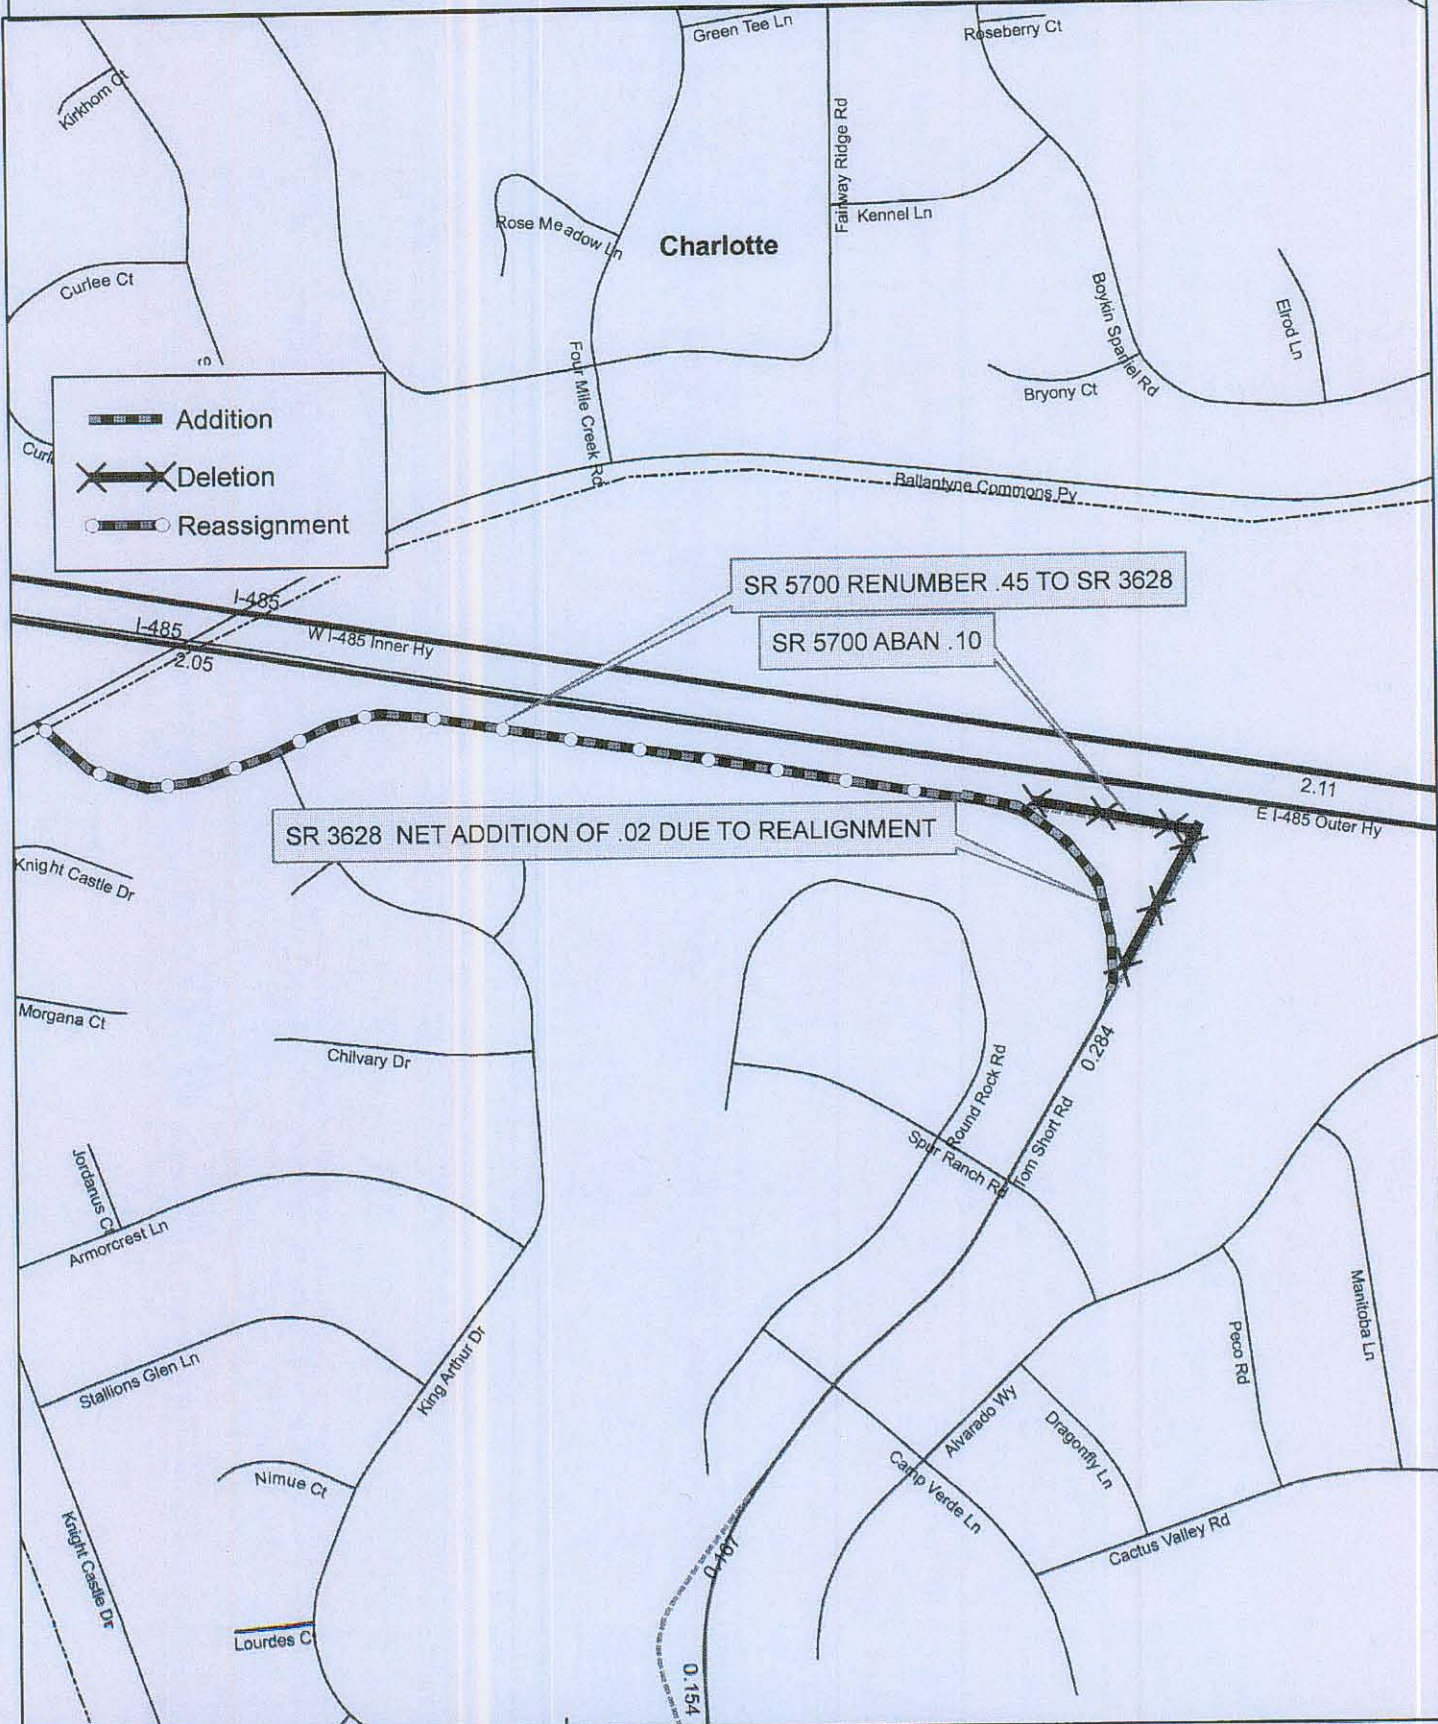 Green Tee Ln
Roseberry Ct
Kirkhom Ct
Fairway Ridge Rd
Kennel Ln
Rose Meadow Ln
Charlotte
Curlee Ct
Boykin Spaniel Rd
Elrod Ln
Four Mile Creek Rd
Bryony Ct
Addition
Deletion
Reassignment
Ballantyne Commons Py
SR 5700 RENUMBER .45 TO SR 3628
SR 5700 ABAN .10
I-485
I-485
W I-485 Inner Hy
2.05
2.11
E I-485 Outer Hy
SR 3628 NET ADDITION OF .02 DUE TO REALIGNMENT
Knight Castle Dr
Morgana Ct
Chilvary Dr
0.284
Round Rock Rd
Spur Ranch Rd
Tom Short Rd
Jordanus Ct
Armorcrest Ln
Stallions Glen Ln
King Arthur Dr
Manitoba Ln
Peco Rd
Alvarado Wy
Dragonfly Ln
Camp Verde Ln
Nimue Ct
Cactus Valley Rd
Knight Castle Dr
0.167
Lourdes C
0.154